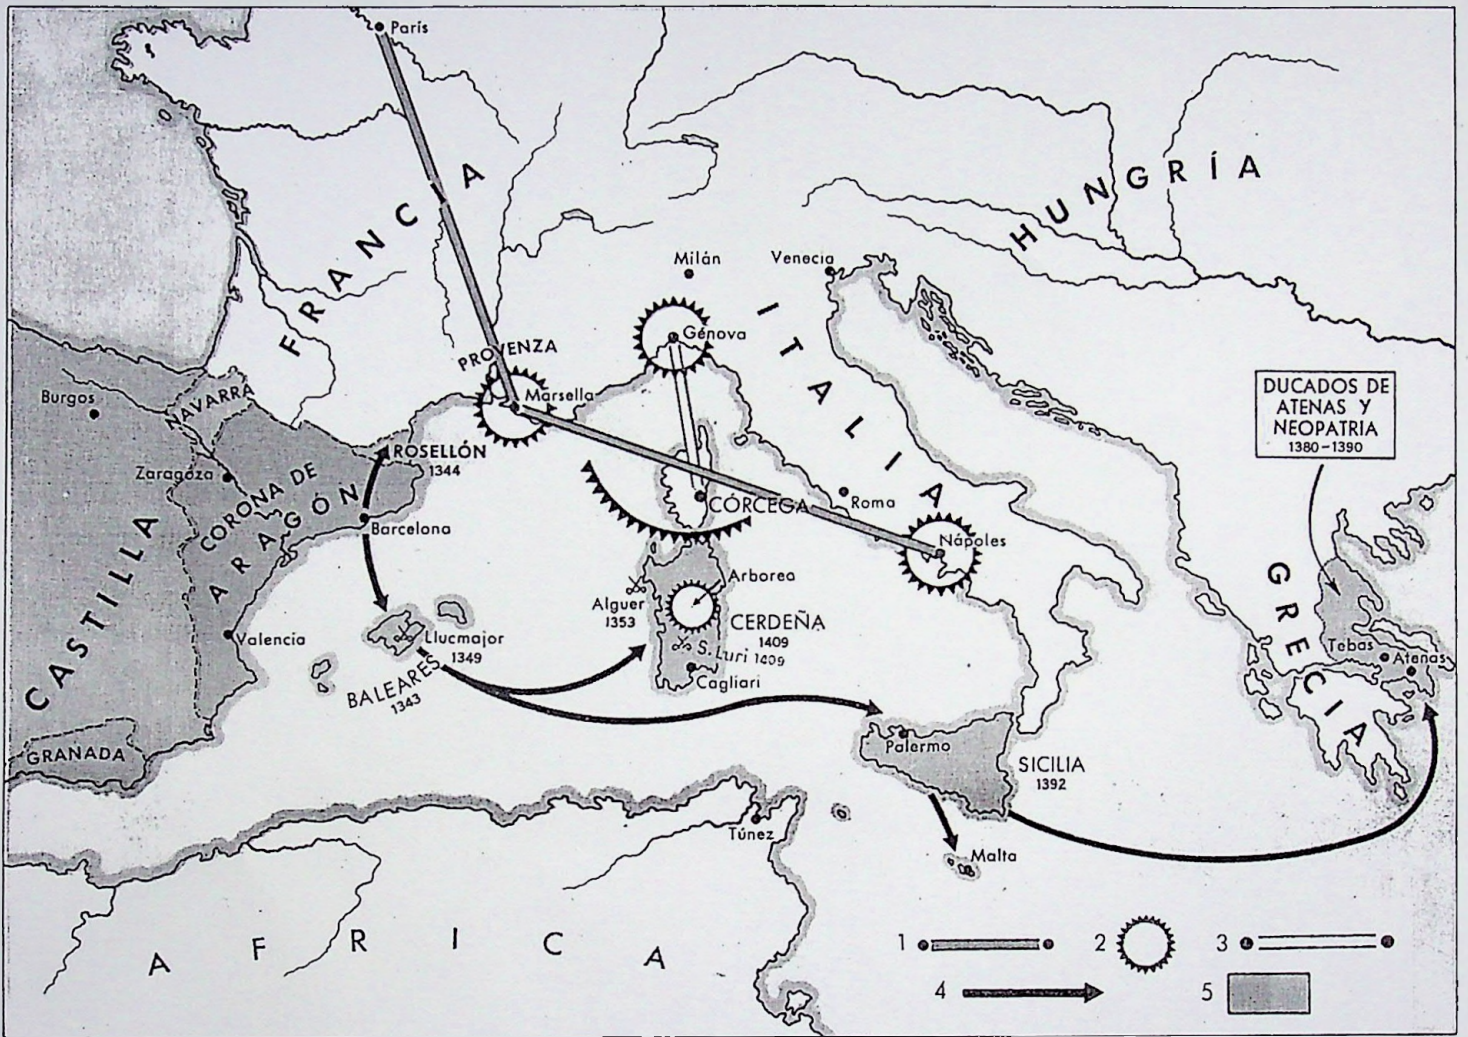 París
FRANCIA
HUNGRÍA
Milán
Venecia
Génova
ITALIA
PROVENZA
Marsella
DUCADOS DE
ATENAS Y
NEOPATRIA
1380-1390
Burgos
NAVARRA
ROSELLÓN
1344
Zaragoza
CORONA DE
ARAGÓN
Barcelona
CÓRCEGA
Roma
Nápoles
CASTILLA
Arborea
Alguer
1353
CERDEÑA
1409
S. Luri 1409
Cagliari
GRECIA
Tebas
Atenas
Valencia
Llucmajor
1349
BALEARES
1343
GRANADA
Palermo
SICILIA
1392
Túnez
Malta
AFRICA
1
2
3
4
5